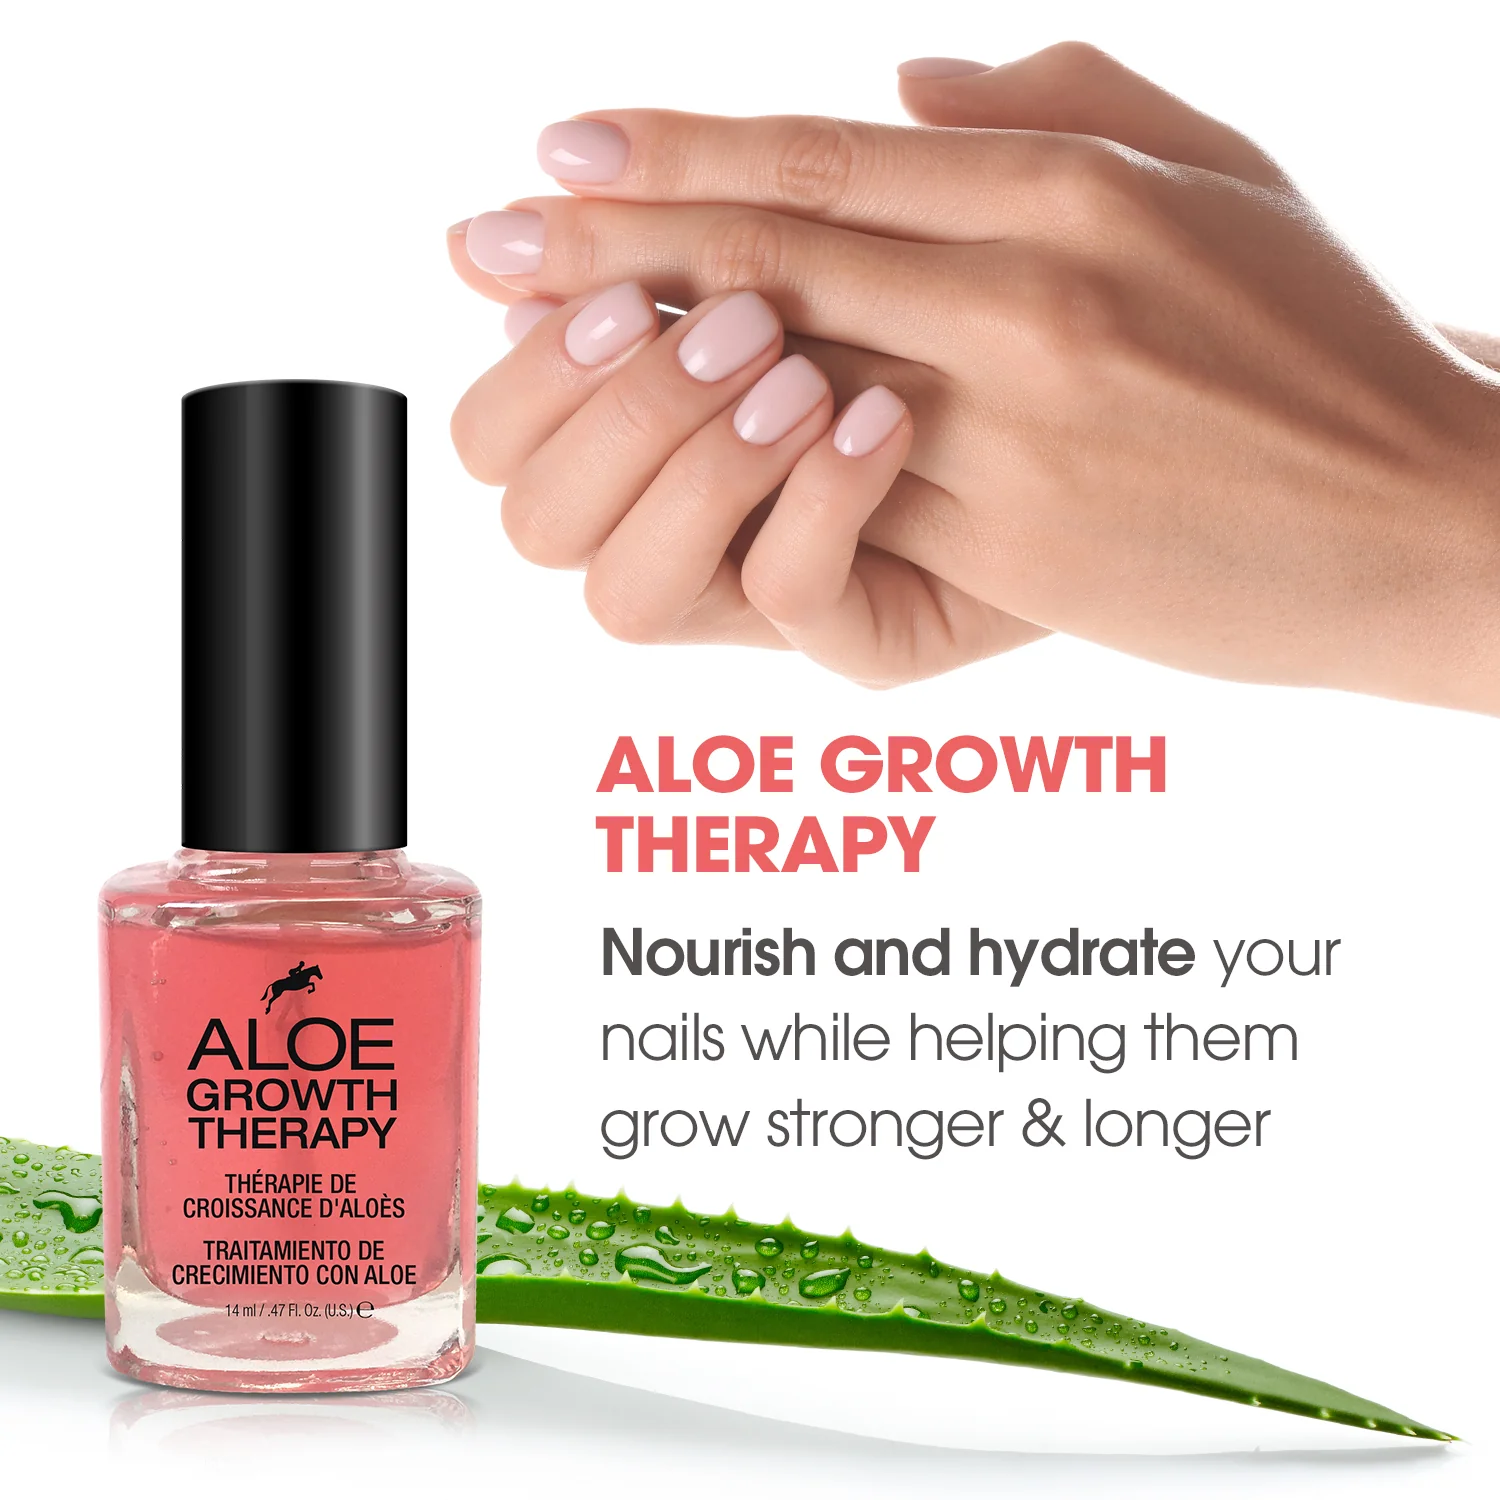 ALOE GROWTH
THERAPY
Nourish and hydrate your
nails while helping them
grow stronger & longer
ALOE
GROWTH
THERAPY
THÉRAPIE DE
CROISSANCE D'ALOÈS
TRAITAMIENTO DE
CRECIMIENTO CON ALOE
14 ml / .47 Fl. Oz. (U.S.) ℮